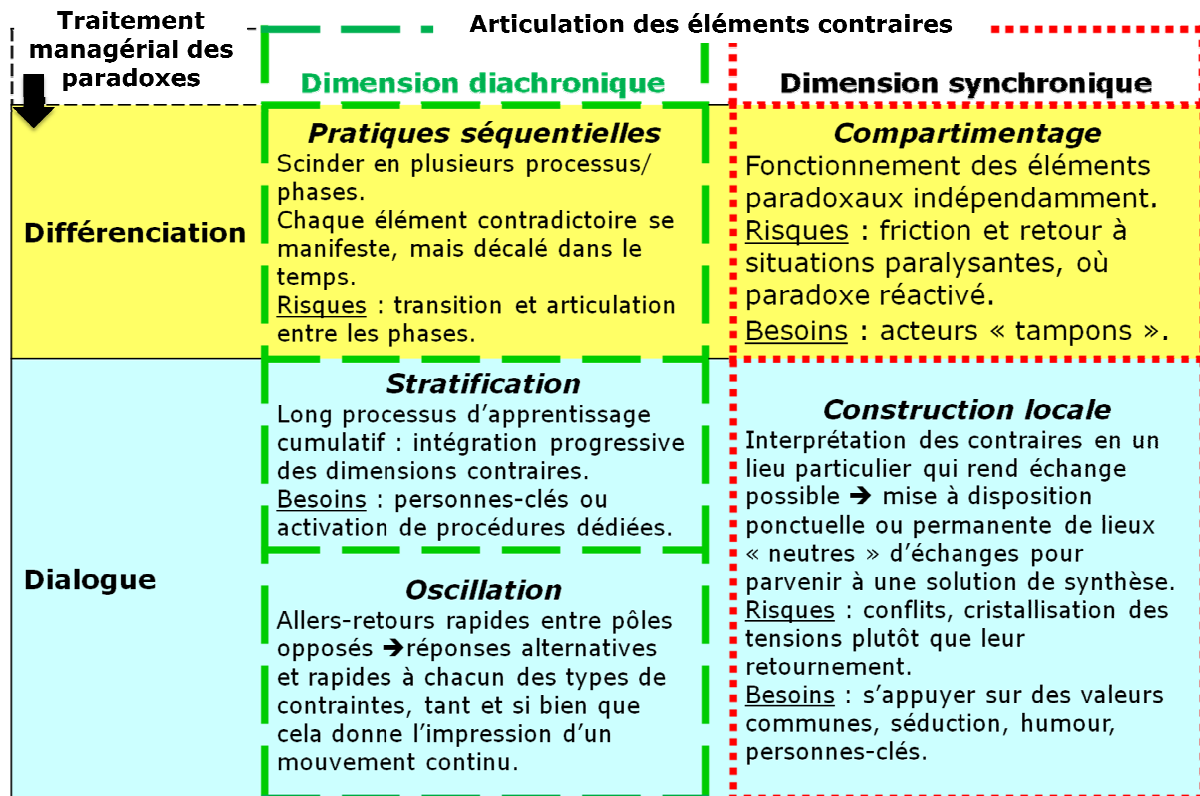 Traitement
managérial des
paradoxes
Articulation des éléments contraires
Dimension diachronique
Dimension synchronique
Différenciation
Pratiques séquentielles
Scinder en plusieurs processus/
phases.
Chaque élément contradictoire se
manifeste, mais décalé dans le
temps.
Risques : transition et articulation
entre les phases.
Compartimentage
Fonctionnement des éléments
paradoxaux indépendamment.
Risques : friction et retour à
situations paralysantes, où
paradoxe réactivé.
Besoins : acteurs « tampons ».
Dialogue
Stratification
Long processus d’apprentissage
cumulatif : intégration progressive
des dimensions contraires.
Besoins : personnes-clés ou
activation de procédures dédiées.
Oscillation
Allers-retours rapides entre pôles
opposés ➔réponses alternatives
et rapides à chacun des types de
contraintes, tant et si bien que
cela donne l’impression d’un
mouvement continu.
Construction locale
Interprétation des contraires en un
lieu particulier qui rend échange
possible ➔ mise à disposition
ponctuelle ou permanente de lieux
« neutres » d’échanges pour
parvenir à une solution de synthèse.
Risques : conflits, cristallisation des
tensions plutôt que leur
retournement.
Besoins : s’appuyer sur des valeurs
communes, séduction, humour,
personnes-clés.